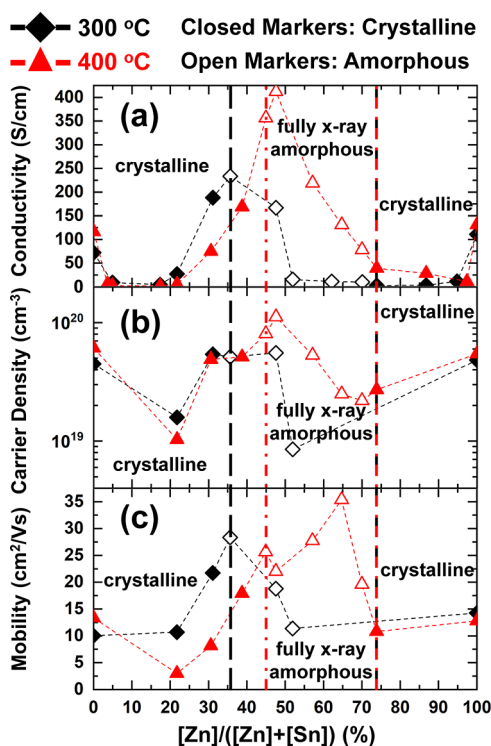 300 °C Closed Markers: Crystalline
400 °C Open Markers: Amorphous
Conductivity (S/cm)
400
350
300
250
200
150
100
50
0
(a)
fully x-ray
amorphous
crystalline
crystalline
Carrier Density (cm-3)
10²⁰
10¹⁹
(b)
crystalline
fully x-ray
amorphous
crystalline
Mobility (cm²/Vs)
35
30
25
20
15
10
5
0
(c)
crystalline
crystalline
fully x-ray
amorphous
0 10 20 30 40 50 60 70 80 90 100
[Zn]/([Zn]+[Sn]) (%)